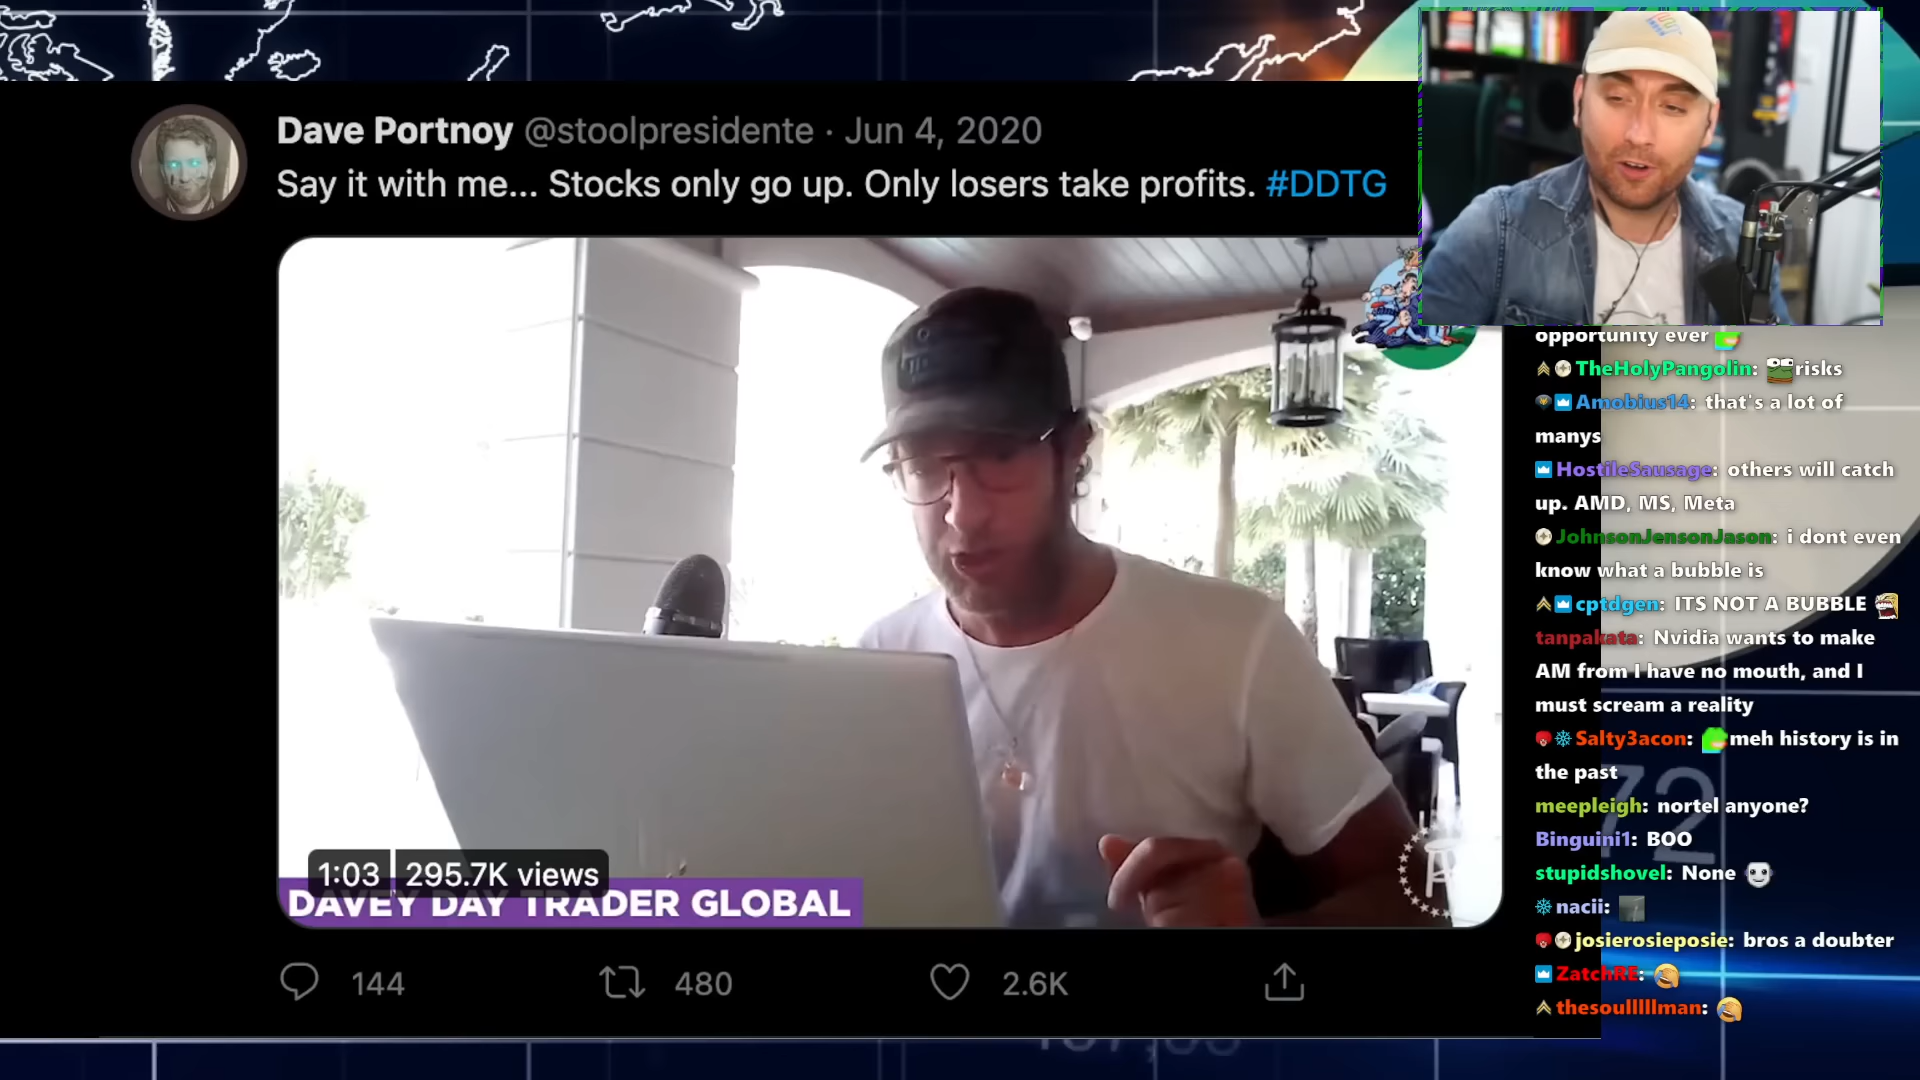 Dave Portnoy @stoolpresidente · Jun 4, 2020
Say it with me... Stocks only go up. Only losers take profits. #DDTG
1:03 295.7K views
DAVEY DAY TRADER GLOBAL
144 480 2.6K
opportunity ever
TheHolyPangolin: risks
Amobius14: that's a lot of
manys
HostileSausage: others will catch
up. AMD, MS, Meta
JohnsonJensonJason: i dont even
know what a bubble is
cptdgen: ITS NOT A BUBBLE
tanpakata: Nvidia wants to make
AM from I have no mouth, and I
must scream a reality
Salty3acon: meh history is in
the past
meepleigh: nortel anyone?
Binguini1: BOO
stupidshovel: None
nacii:
josierosieposie: bros a doubter
ZatchRE:
thesoulllllman:
72